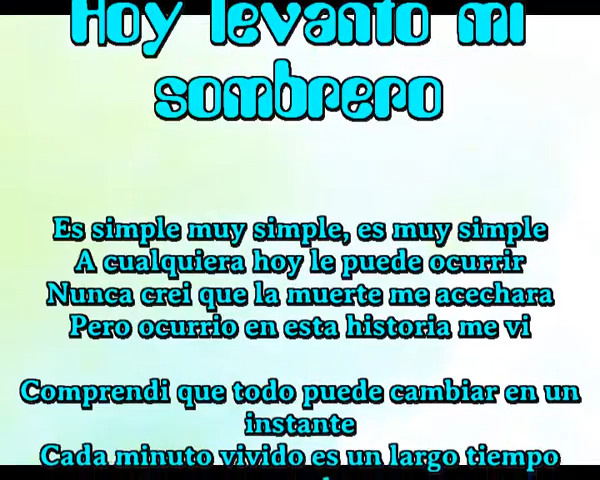 Hoy levanto mi
sombrero
Es simple muy simple, es muy simple
A cualquiera hoy le puede ocurrir
Nunca crei que la muerte me acechara
Pero ocurrio en esta historia me vi
Comprendi que todo puede cambiar en un
instante
Cada minuto vivido es un largo tiempo